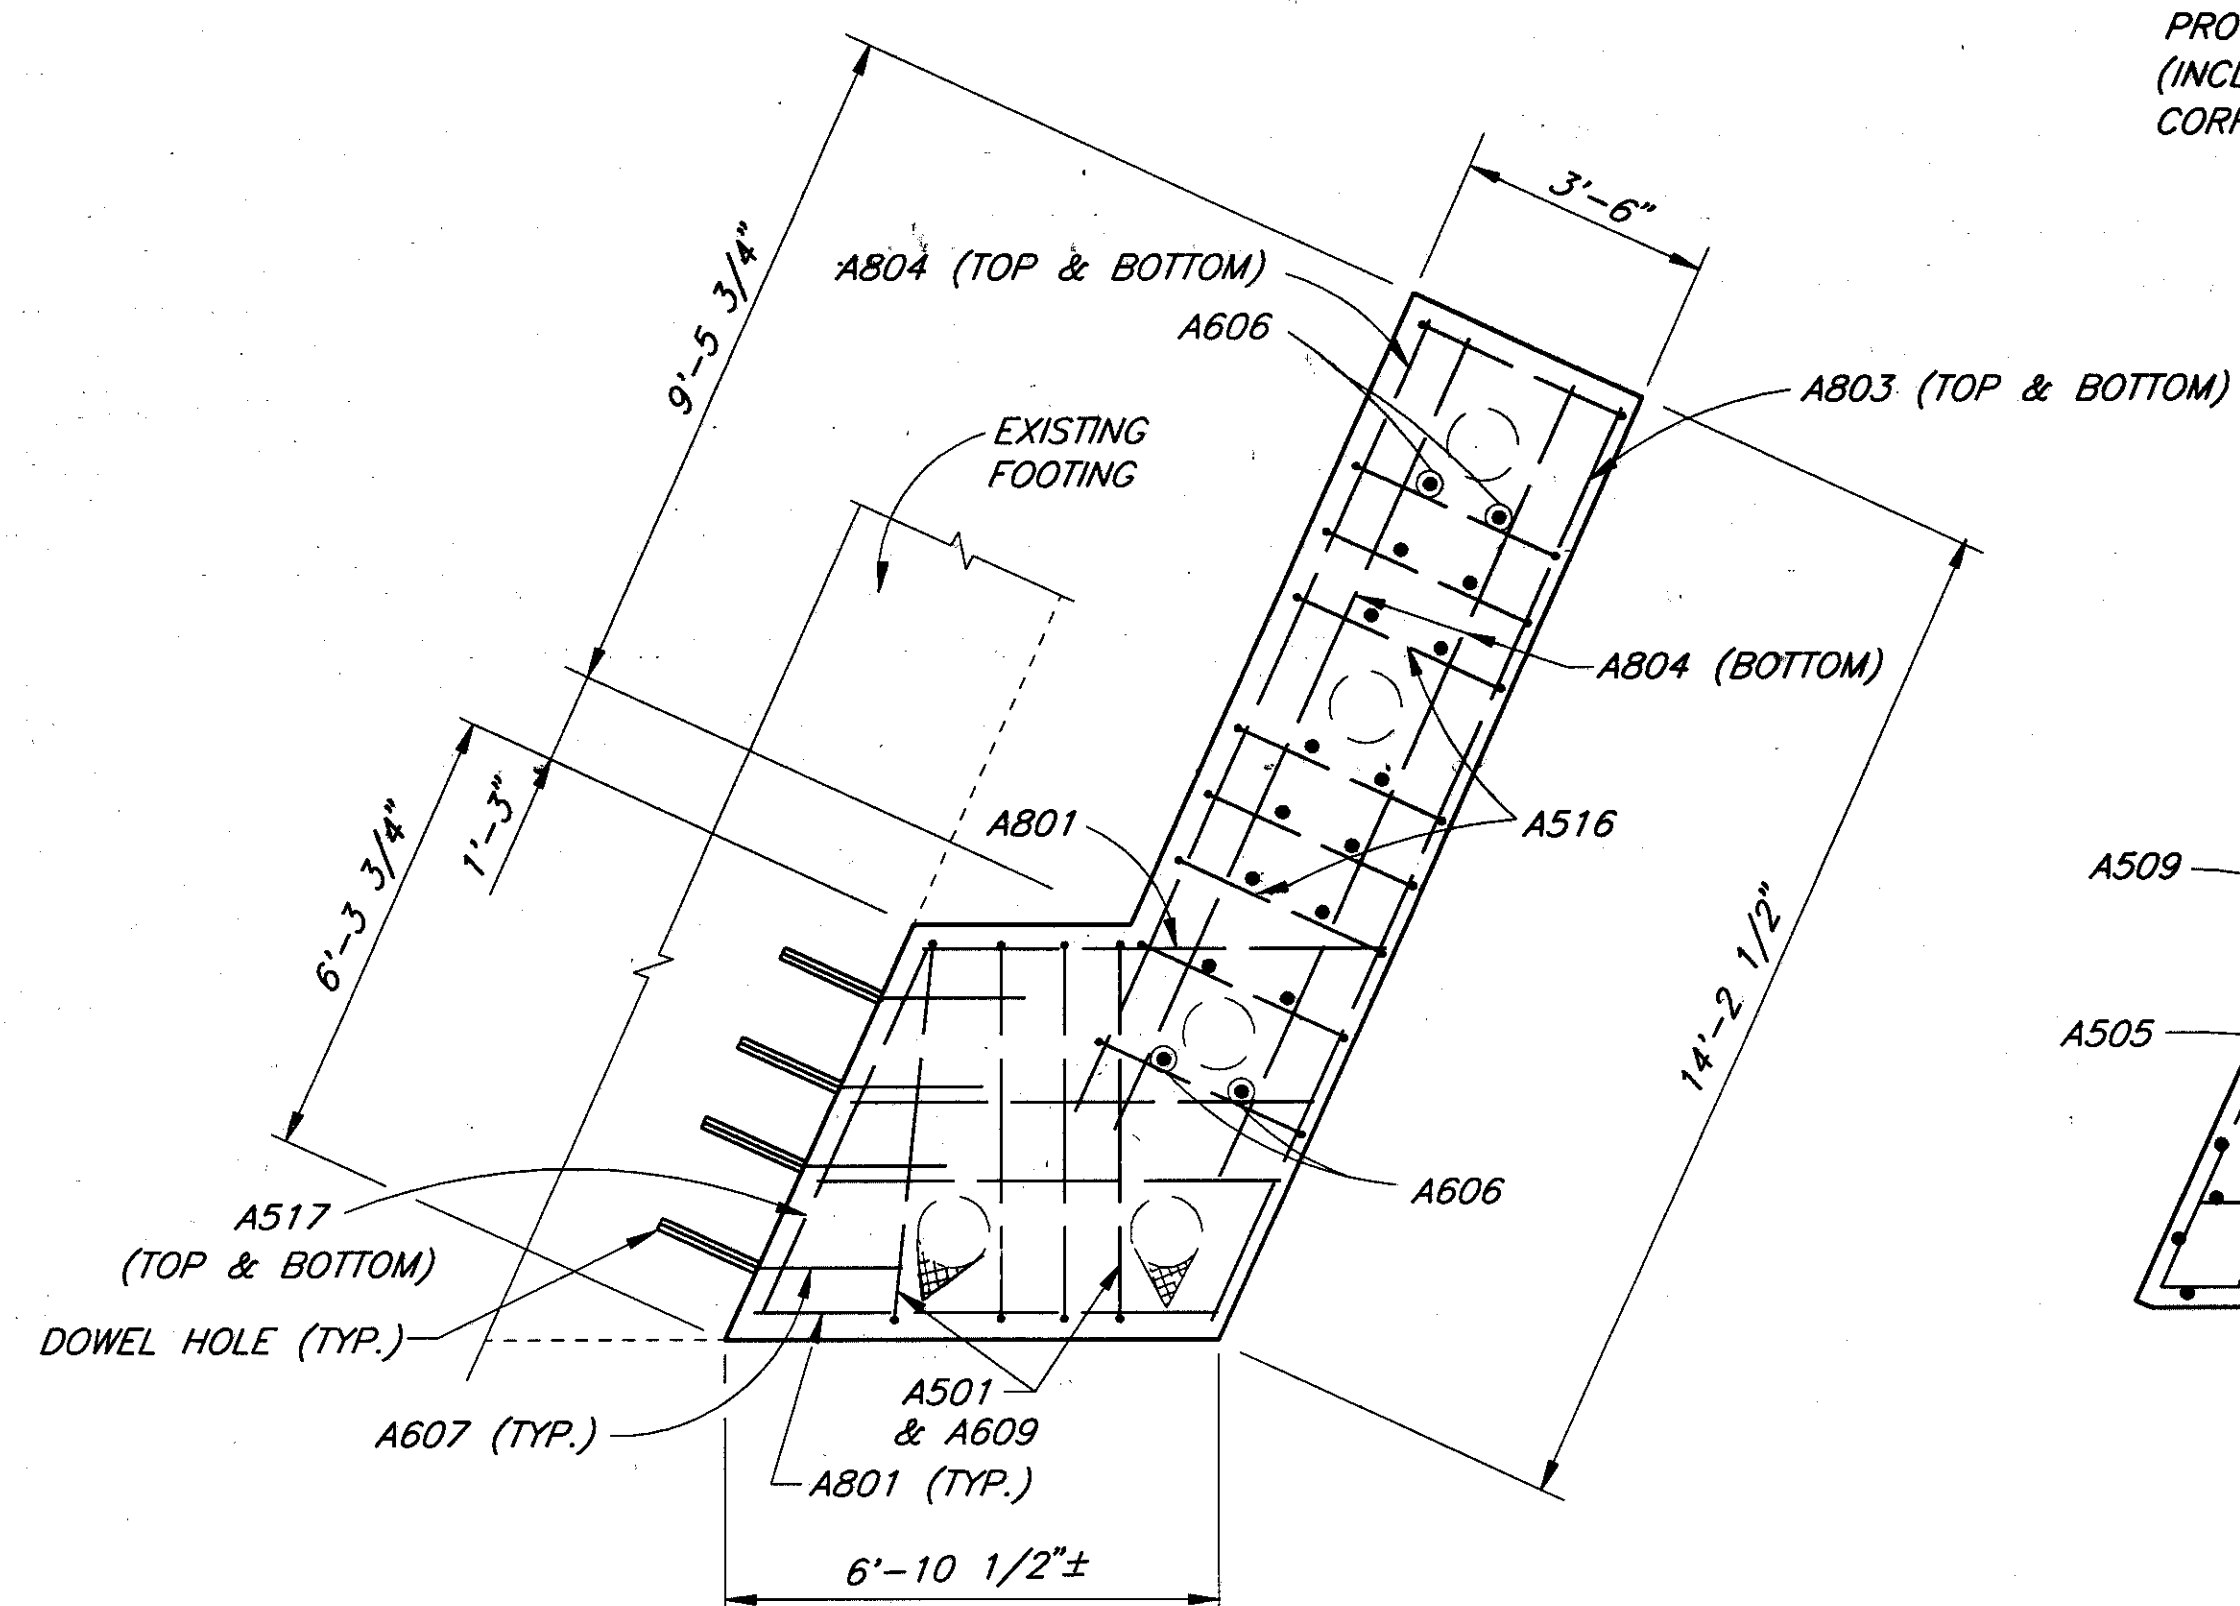 PRO
(INCL
CORR
3'-6"
A804 (TOP & BOTTOM)
A606
9'-5 3/4"
A803 (TOP & BOTTOM)
EXISTING
FOOTING
A804 (BOTTOM)
A801
A516
1'-3"
6'-3 3/4"
A509
14'-2 1/2"
A505
A606
A517
(TOP & BOTTOM)
DOWEL HOLE (TYP.)
A501
& A609
A607 (TYP.)
A801 (TYP.)
6'-10 1/2"±